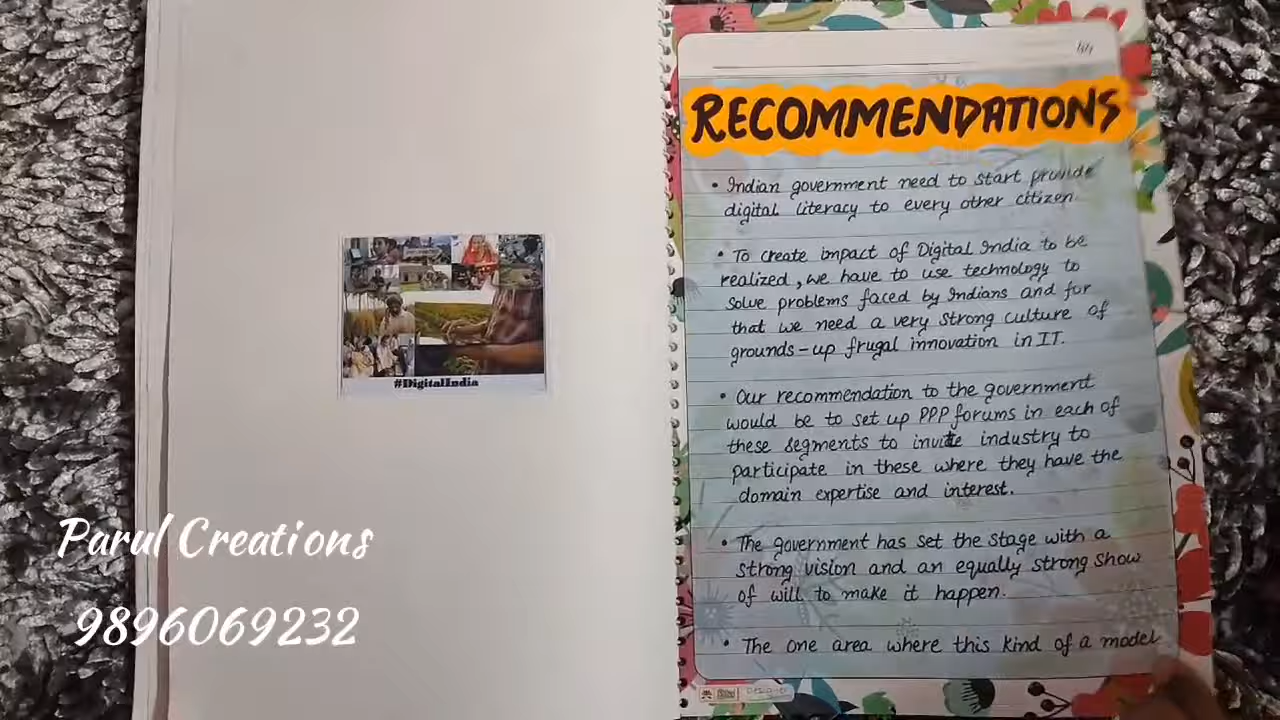 #DigitalIndia
Parul Creations
9896069232
44
RECOMMENDATIONS
• Indian government need to start provide
digital literacy to every other citizen.
• To create impact of Digital India to be
realized, we have to use technology to
solve problems faced by Indians and for
that we need a very strong culture of
grounds-up frugal innovation in IT.
• Our recommendation to the government
would be to set up PPP forums in each of
these segments to invite industry to
participate in these where they have the
domain expertise and interest.
• The government has set the stage with a
strong vision and an equally strong show
of will to make it happen.
• The one area where this kind of a model